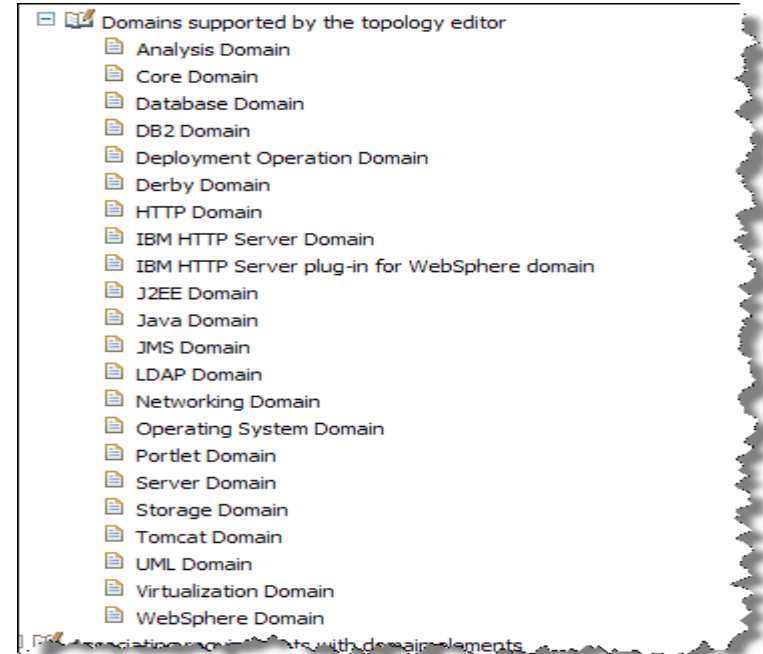 Domains supported by the topology editor
Analysis Domain
Core Domain
Database Domain
DB2 Domain
Deployment Operation Domain
Derby Domain
HTTP Domain
IBM HTTP Server Domain
IBM HTTP Server plug-in for WebSphere domain
J2EE Domain
Java Domain
JMS Domain
LDAP Domain
Networking Domain
Operating System Domain
Portlet Domain
Server Domain
Storage Domain
Tomcat Domain
UML Domain
Virtualization Domain
WebSphere Domain
with domain elements